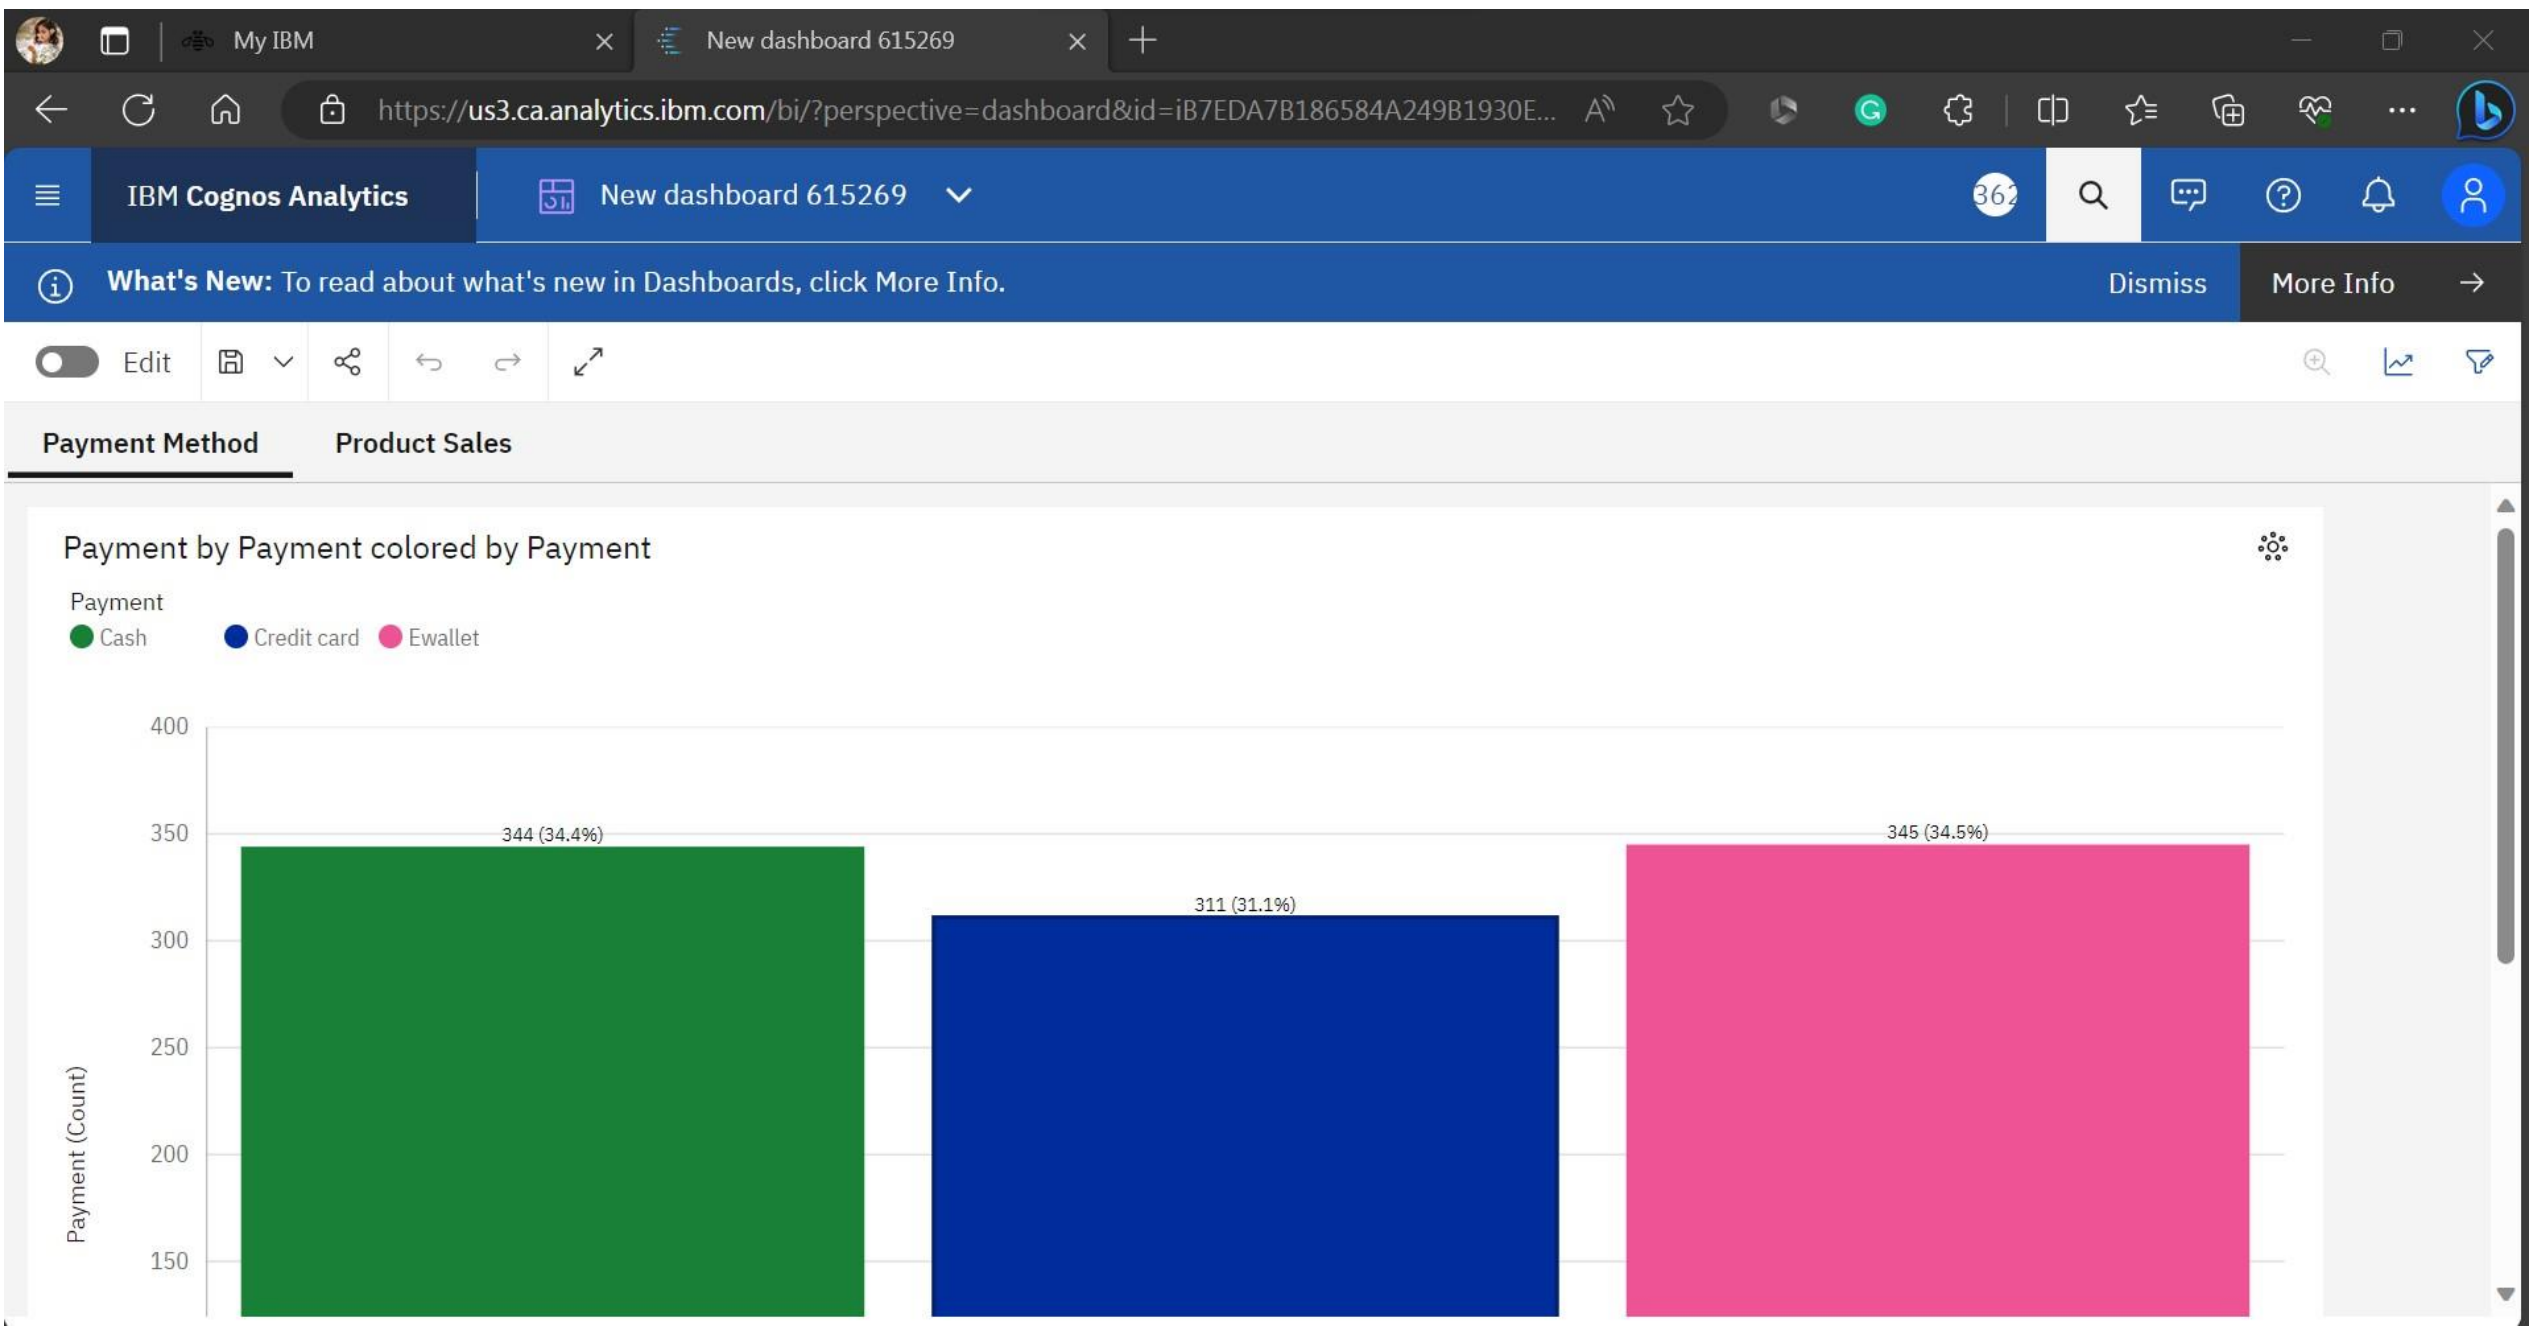 My IBM
New dashboard 615269
https://us3.ca.analytics.ibm.com/bi/?perspective=dashboard&id=iB7EDA7B186584A249B1930E...
IBM Cognos Analytics
New dashboard 615269
362
What's New: To read about what's new in Dashboards, click More Info.
Dismiss
More Info
Edit
Payment Method
Product Sales
Payment by Payment colored by Payment
Payment
Cash
Credit card
Ewallet
400
350
300
250
200
150
Payment (Count)
344 (34.4%)
311 (31.1%)
345 (34.5%)